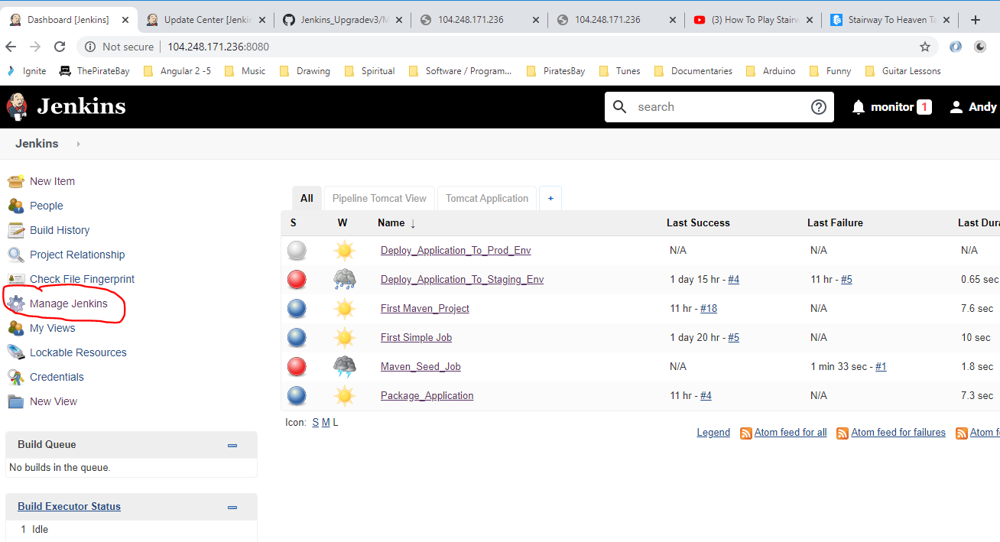 Dashboard [Jenkins] Update Center [Jenkin Jenkins_Upgradev3/M 104.248.171.236 104.248.171.236 (3) How To Play Stairw Stairway To Heaven Ta
Not secure 104.248.171.236:8080
Ignite ThePirateBay Angular 2 -5 Music Drawing Spiritual Software / Program... PiratesBay Tunes Documentaries Arduino Funny Guitar Lessons
Jenkins search monitor 1 Andy
Jenkins
New Item
People
Build History
Project Relationship
Check File Fingerprint
Manage Jenkins
My Views
Lockable Resources
Credentials
New View
Build Queue
No builds in the queue.
Build Executor Status
1 Idle
All Pipeline Tomcat View Tomcat Application +
S W Name ↓ Last Success Last Failure Last Dura
Deploy_Application_To_Prod_Env N/A N/A N/A
Deploy_Application_To_Staging_Env 1 day 15 hr - #4 11 hr - #5 0.65 sec
First Maven_Project 11 hr - #18 N/A 7.6 sec
First Simple Job 1 day 20 hr - #5 N/A 10 sec
Maven_Seed_Job N/A 1 min 33 sec - #1 1.8 sec
Package_Application 11 hr - #4 N/A 7.3 sec
Icon: S M L
Legend Atom feed for all Atom feed for failures Atom f